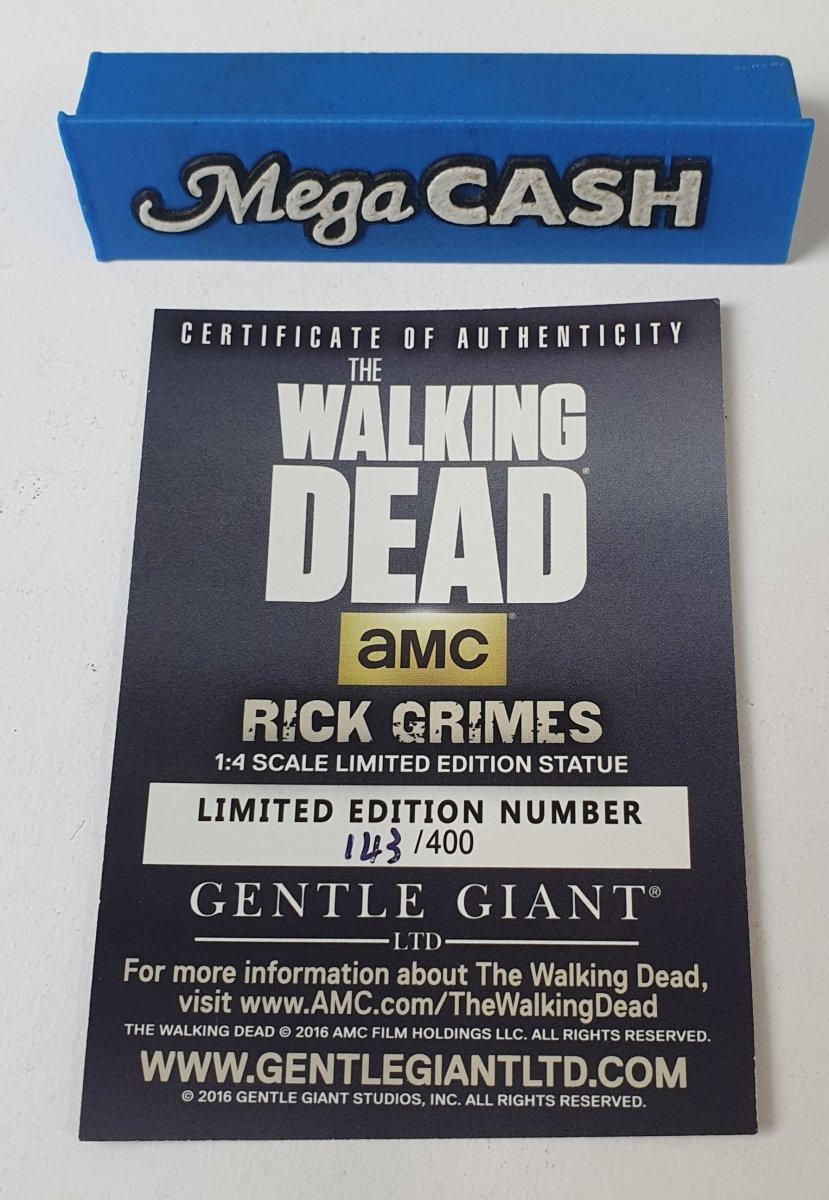 Mega CASH
CERTIFICATE OF AUTHENTICITY
THE
WALKING
DEAD®
aMC®
RICK GRIMES
1:4 SCALE LIMITED EDITION STATUE
LIMITED EDITION NUMBER
143 /400
GENTLE GIANT®
LTD
For more information about The Walking Dead,
visit www.AMC.com/TheWalkingDead
THE WALKING DEAD © 2016 AMC FILM HOLDINGS LLC. ALL RIGHTS RESERVED.
WWW.GENTLEGIANTLTD.COM
© 2016 GENTLE GIANT STUDIOS, INC. ALL RIGHTS RESERVED.